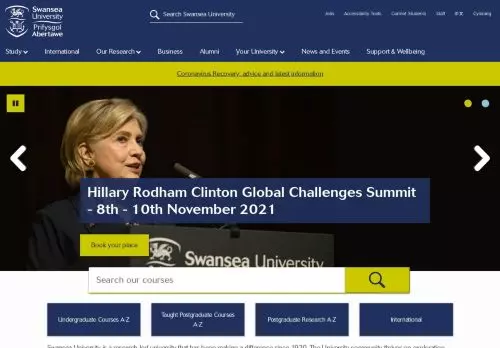 Swansea
University
Prifysgol
Abertawe
Search Swansea University
Jobs Accessibility Tools Current Students Staff 中文 Cymraeg
Study International Our Research Business Alumni Your University News and Events Support & Wellbeing
Coronavirus Recovery: advice and latest information
Hillary Rodham Clinton Global Challenges Summit
- 8th - 10th November 2021
Book your place
Swansea University
Search our courses
Undergraduate Courses A-Z
Taught Postgraduate Courses
A-Z
Postgraduate Research A-Z
International
Swansea University is a research-led university that has been making a difference since 1920. The University community thrives on exploration